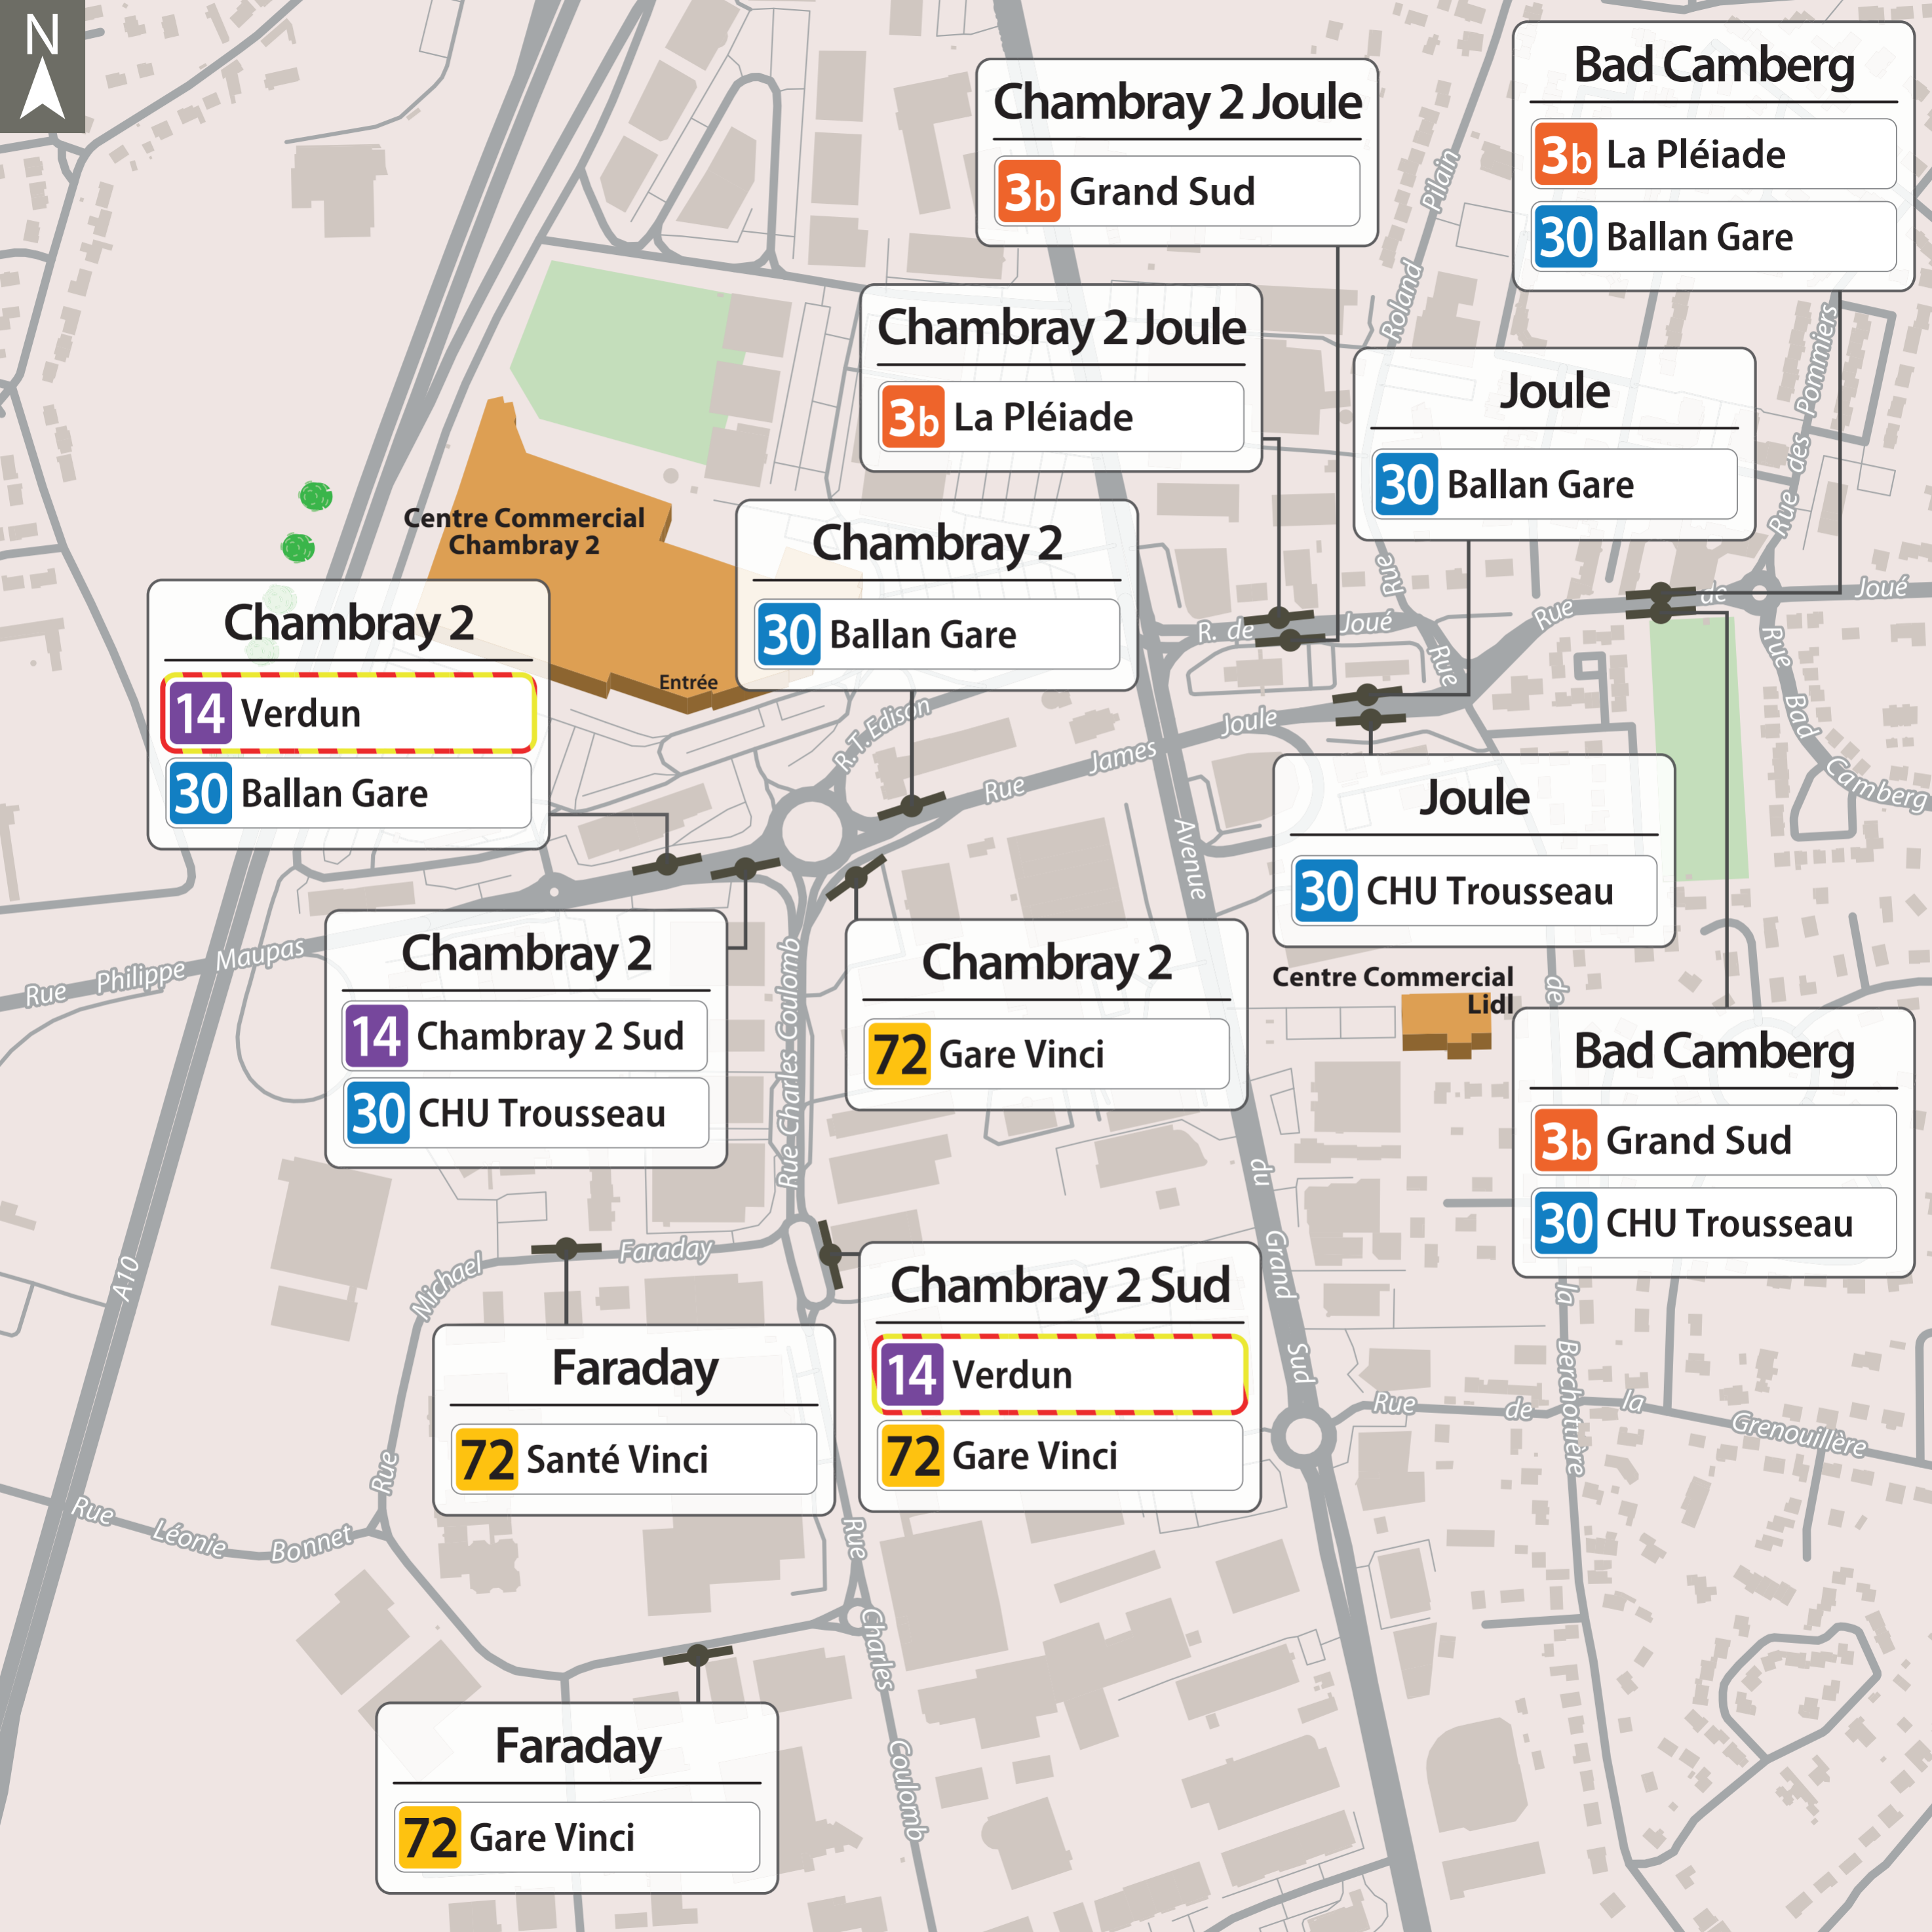 N
Bad Camberg
3b La Pléiade
30 Ballan Gare
Chambray 2 Joule
3b Grand Sud
Chambray 2 Joule
3b La Pléiade
Joule
30 Ballan Gare
Rue Roland Pilain
Rue des Pommiers
Centre Commercial
Chambray 2
Entrée
Chambray 2
30 Ballan Gare
Chambray 2
14 Verdun
30 Ballan Gare
R. de Joué
Rue de Joué
Rue
R. T. Edison
Rue James Joule
Rue Bad Camberg
Joule
30 CHU Trousseau
Avenue du Grand Sud
Rue Philippe Maupas
Chambray 2
14 Chambray 2 Sud
30 CHU Trousseau
Rue Charles Coulomb
Chambray 2
72 Gare Vinci
Centre Commercial
Lidl
de la Berchottière
Bad Camberg
3b Grand Sud
30 CHU Trousseau
A10
Rue Michael Faraday
Faraday
72 Santé Vinci
Chambray 2 Sud
14 Verdun
72 Gare Vinci
Rue de la Grenouillère
Rue Léonie Bonnet
Rue Charles Coulomb
Faraday
72 Gare Vinci